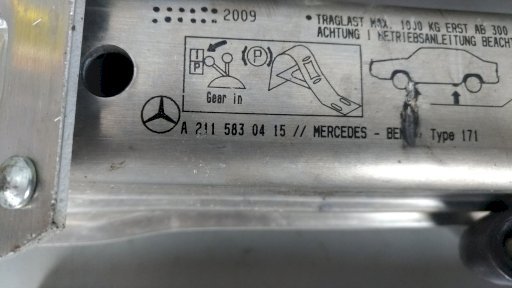 2009
• TRAGLAST MAX. 1000 KG ERST AB 300
ACHTUNG ! BETRIEBSANLEITUNG BEACHT
I
P
(P)
Gear in
A 211 583 04 15 // MERCEDES - BEN Type 171